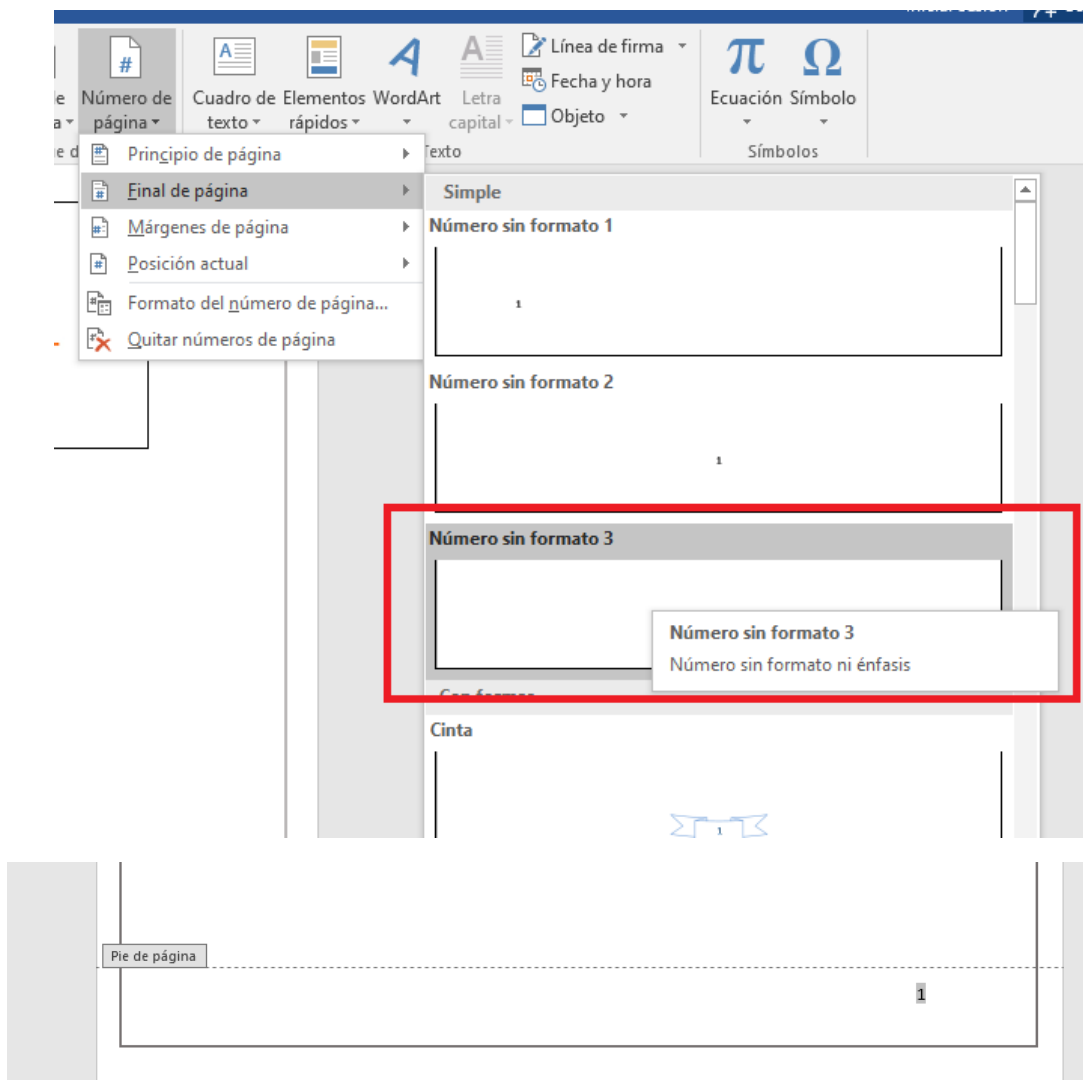 Número de
página
Cuadro de
texto
Elementos
rápidos
WordArt
Letra
capital
Línea de firma
Fecha y hora
Objeto
Texto
Ecuación
Símbolo
Símbolos
Principio de página
Final de página
Márgenes de página
Posición actual
Formato del número de página...
Quitar números de página
Simple
Número sin formato 1
1
Número sin formato 2
1
Número sin formato 3
Número sin formato 3
Número sin formato ni énfasis
Cinta
1
Pie de página
1